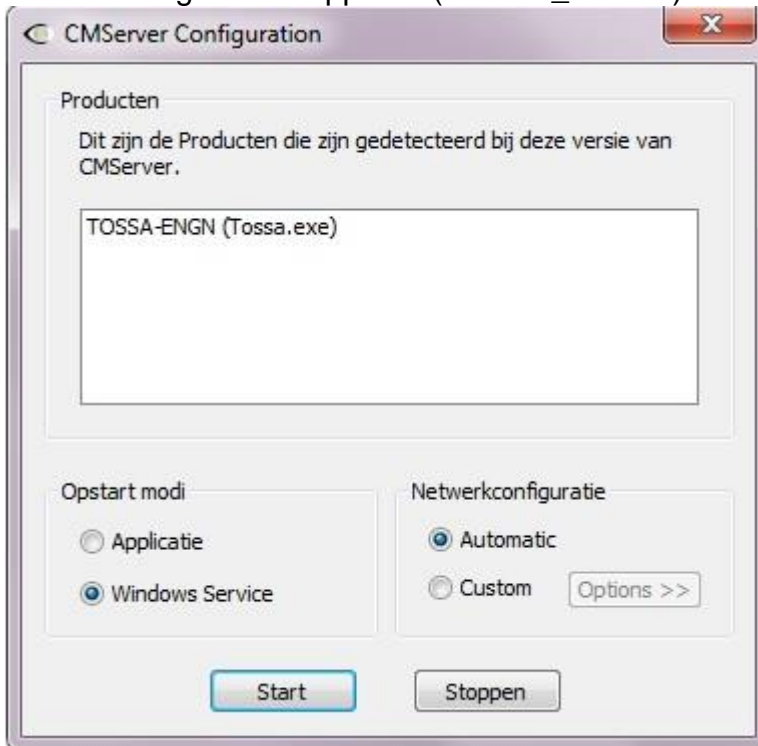 CMServer Configuration
Producten
Dit zijn de Producten die zijn gedetecteerd bij deze versie van
CMServer.
TOSSA-ENGN (Tossa.exe)
Opstart modi
Netwerkconfiguratie
Applicatie
Automatic
Windows Service
Custom
Options >>
Start
Stoppen